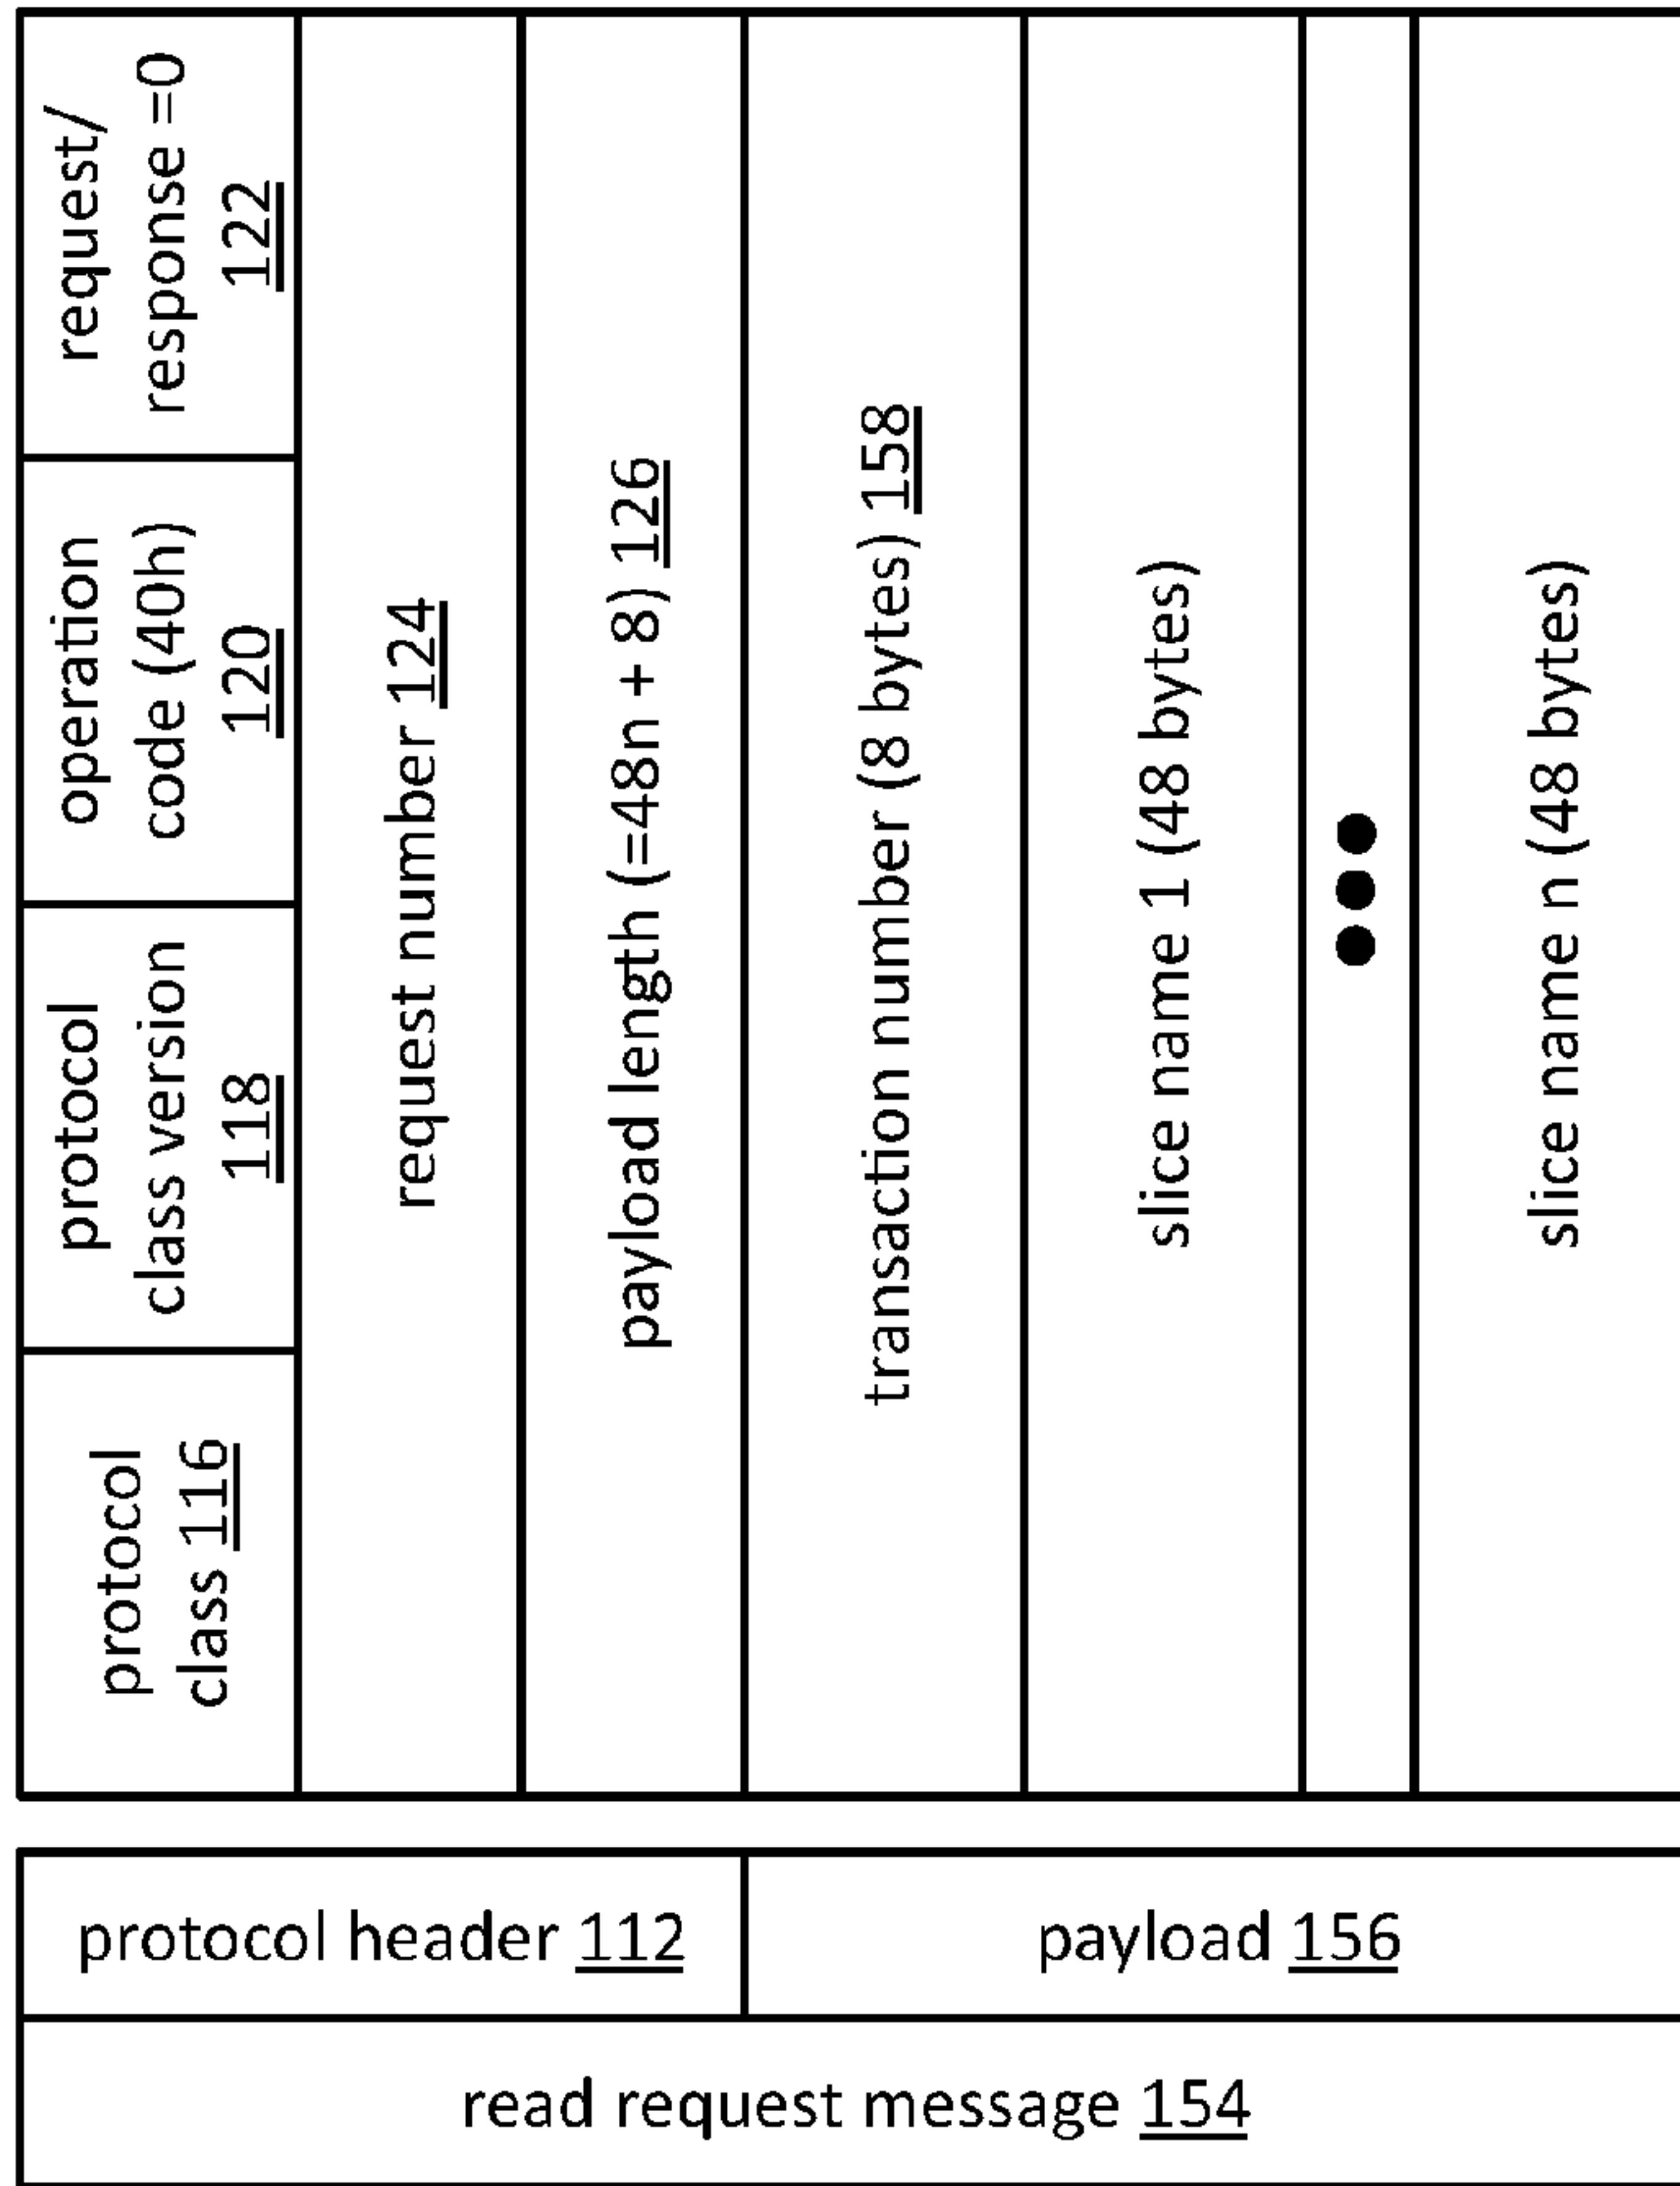 protocol
class 116
protocol
class version
118
operation
code (40h)
120
request/
response =0
122
request number 124
payload length (=48n + 8) 126
transaction number (8 bytes) 158
slice name 1 (48 bytes)
●●●
slice name n (48 bytes)
protocol header 112
payload 156
read request message 154